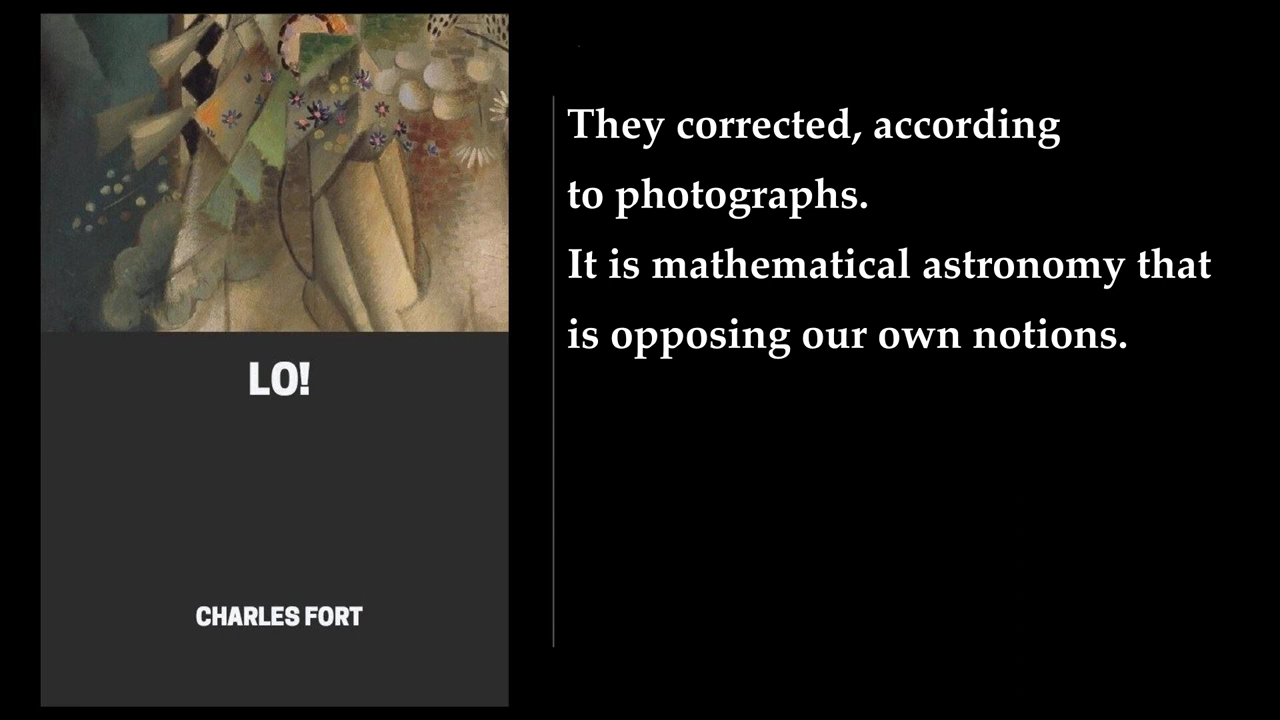 LO!
CHARLES FORT
They corrected, according
to photographs.
It is mathematical astronomy that
is opposing our own notions.